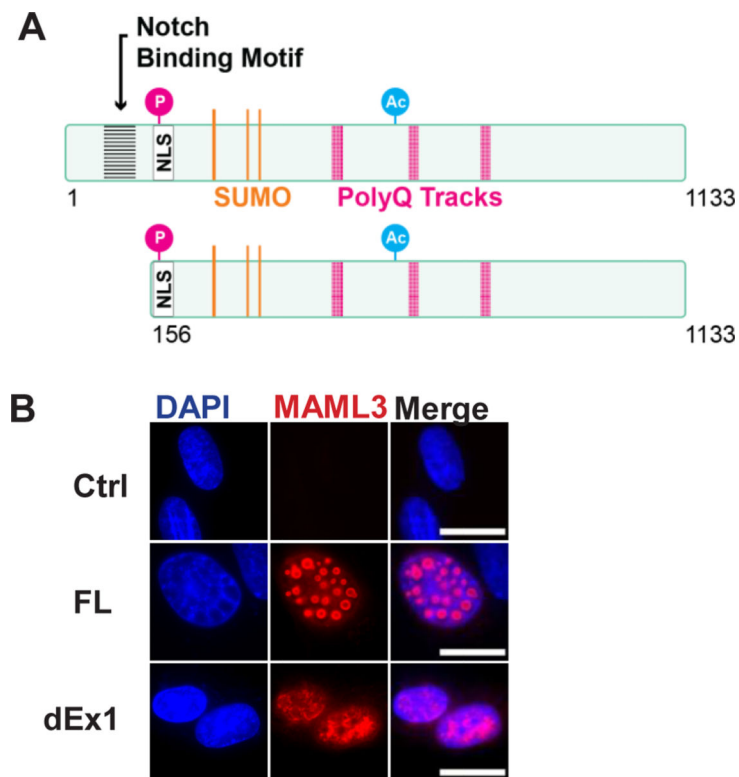 A
Notch
Binding Motif
P
Ac
NLS
1
SUMO
PolyQ Tracks
1133
P
Ac
NLS
156
1133
B
DAPI MAML3 Merge
Ctrl
FL
dEx1